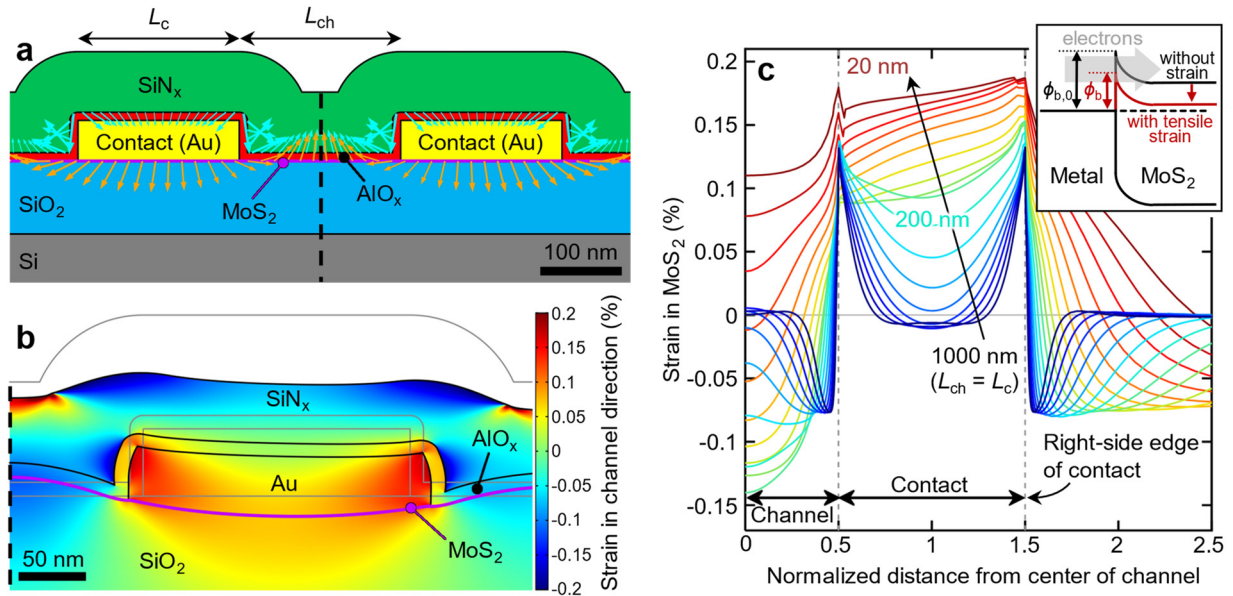 a
L_c
L_ch
SiN_x
Contact (Au)
Contact (Au)
SiO_2
MoS_2
AlO_x
Si
100 nm
b
SiN_x
AlO_x
Au
MoS_2
SiO_2
50 nm
0.2
0.15
0.1
0.05
0
-0.05
-0.1
-0.15
-0.2
Strain in channel direction (%)
c
0.2
0.15
0.1
0.05
0
-0.05
-0.1
-0.15
Strain in MoS_2 (%)
20 nm
200 nm
1000 nm
(L_ch = L_c)
Right-side edge
of contact
Contact
Channel
0
0.5
1
1.5
2
2.5
Normalized distance from center of channel
electrons
without
strain
ϕ_b,0
ϕ_b
with tensile
strain
Metal
MoS_2